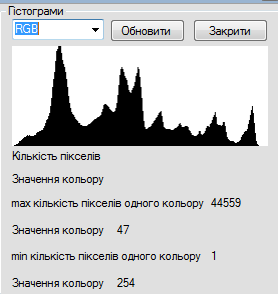 Гістограми
RGB Обновити Закрити
Кількість пікселів
Значення кольору
max кількість пікселів одного кольору 44559
Значення кольору 47
min кількість пікселів одного кольору 1
Значення кольору 254